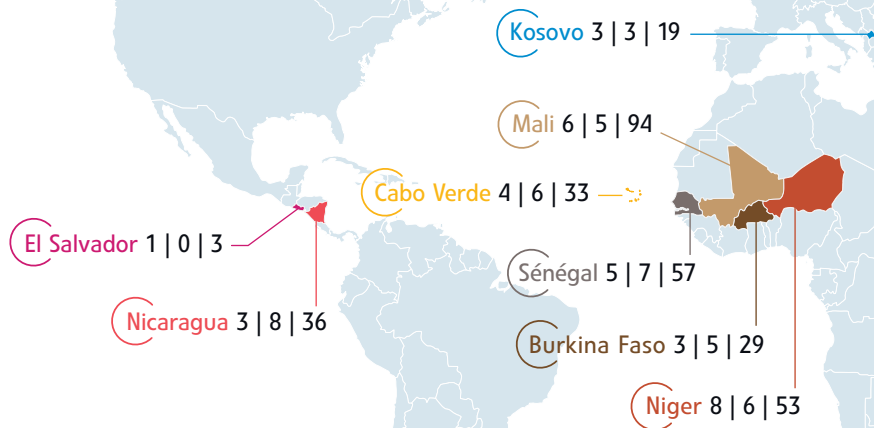 Kosovo 3 | 3 | 19
Mali 6 | 5 | 94
Cabo Verde 4 | 6 | 33
El Salvador 1 | 0 | 3
Sénégal 5 | 7 | 57
Nicaragua 3 | 8 | 36
Burkina Faso 3 | 5 | 29
Niger 8 | 6 | 53